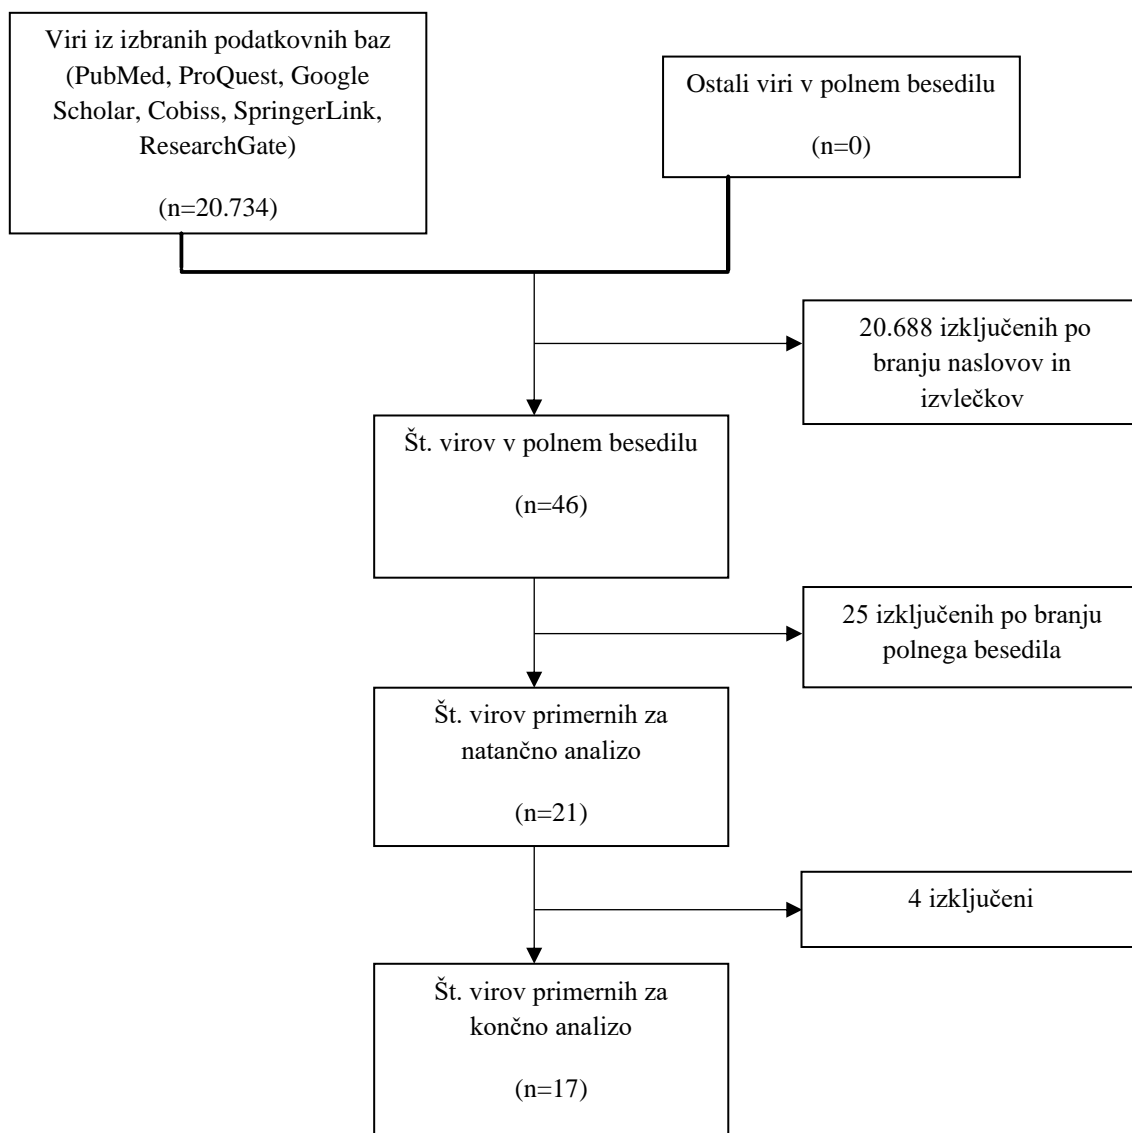 Viri iz izbranih podatkovnih baz
(PubMed, ProQuest, Google
Scholar, Cobiss, SpringerLink,
ResearchGate)
(n=20.734)
Ostali viri v polnem besedilu
(n=0)
20.688 izključenih po
branju naslovov in
izvlečkov
Št. virov v polnem besedilu
(n=46)
25 izključenih po branju
polnega besedila
Št. virov primernih za
natančno analizo
(n=21)
4 izključeni
Št. virov primernih za
končno analizo
(n=17)